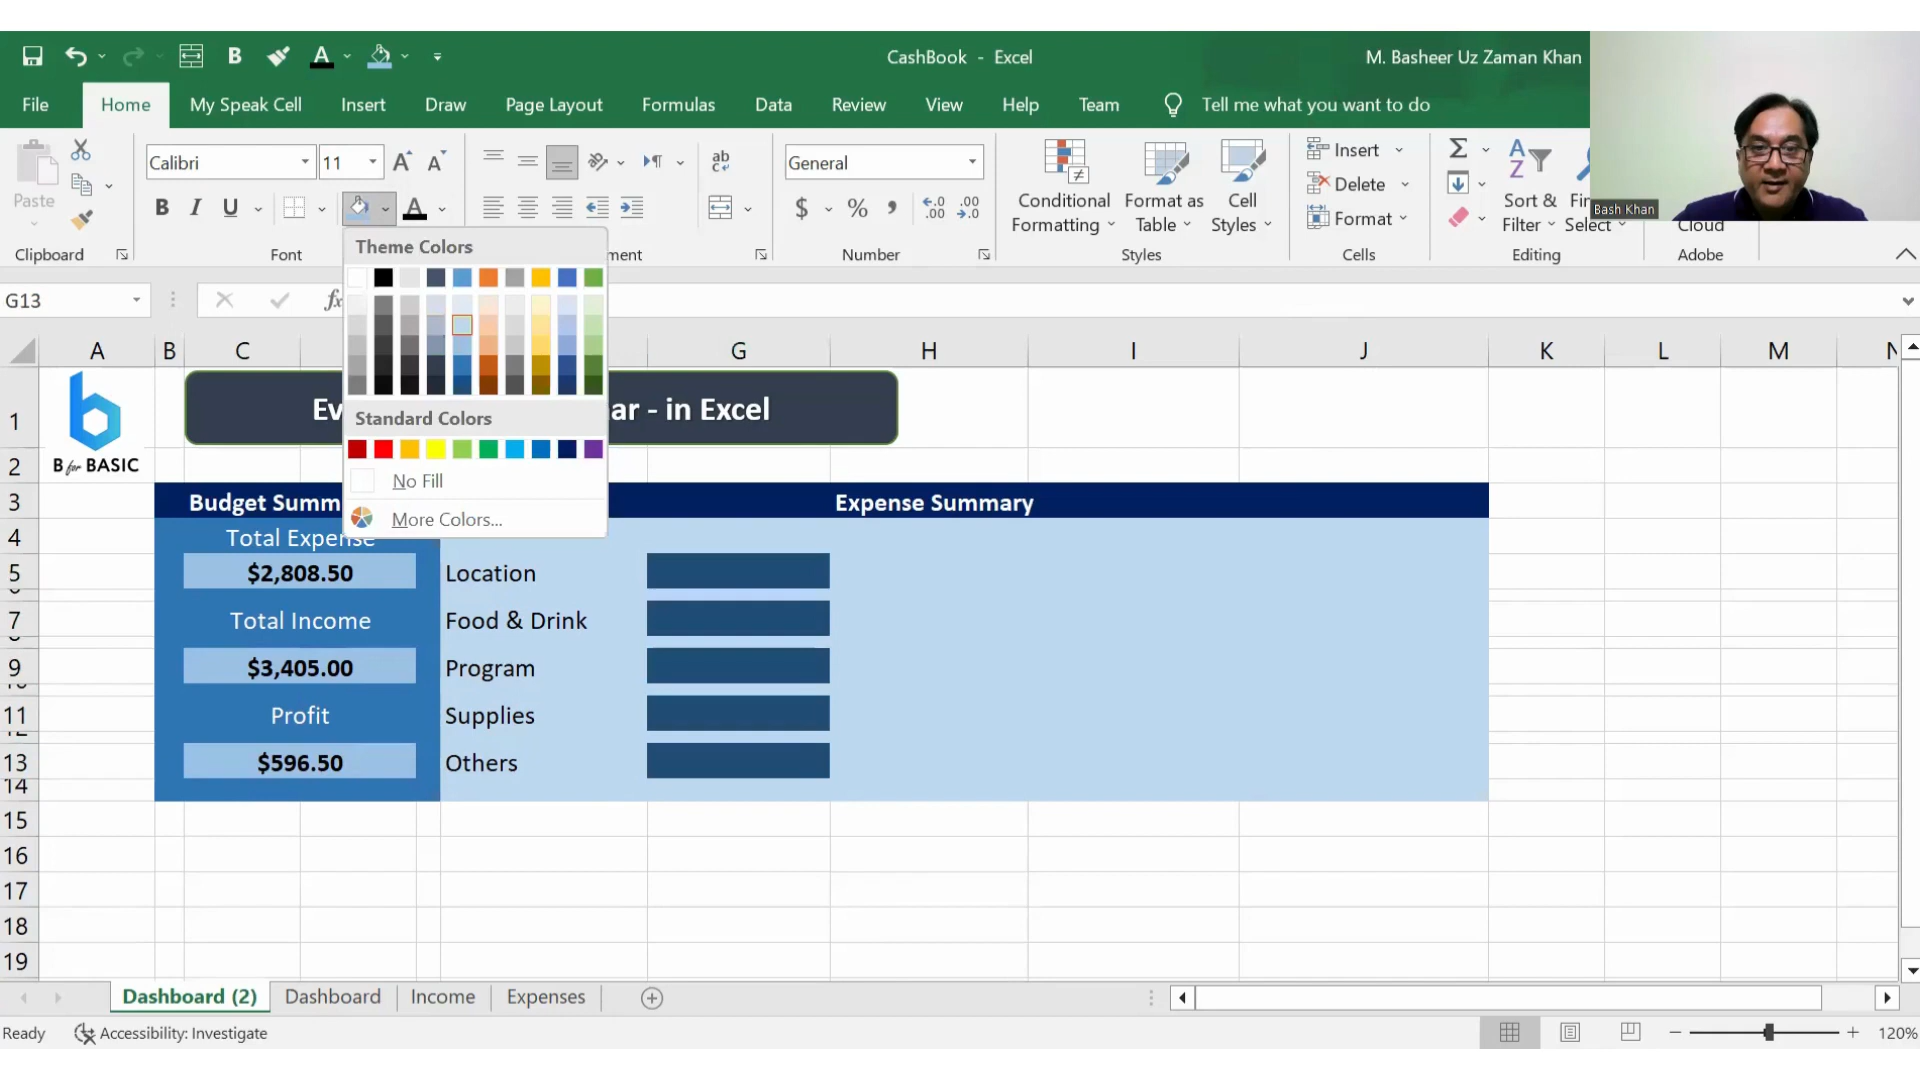 CashBook - Excel
M. Basheer Uz Zaman Khan
File
Home
My Speak Cell
Insert
Draw
Page Layout
Formulas
Data
Review
View
Help
Team
Tell me what you want to do
Paste
Clipboard
Calibri
11
B I U
Font
ab
General
$ % ,
Number
Conditional
Formatting
Format as
Table
Cell
Styles
Styles
Insert
Delete
Format
Cells
Sort &
Filter
Select
Editing
Cloud
Adobe
Bash Khan
G13
fx
Theme Colors
Standard Colors
No Fill
More Colors...
A B C G H I J K L M N
1
2
3
4
5
7
9
11
13
14
15
16
17
18
19
B for BASIC
ar - in Excel
Expense Summary
Total Expense
$2,808.50
Total Income
$3,405.00
Profit
$596.50
Location
Food & Drink
Program
Supplies
Others
Dashboard (2)
Dashboard
Income
Expenses
Ready
Accessibility: Investigate
120%